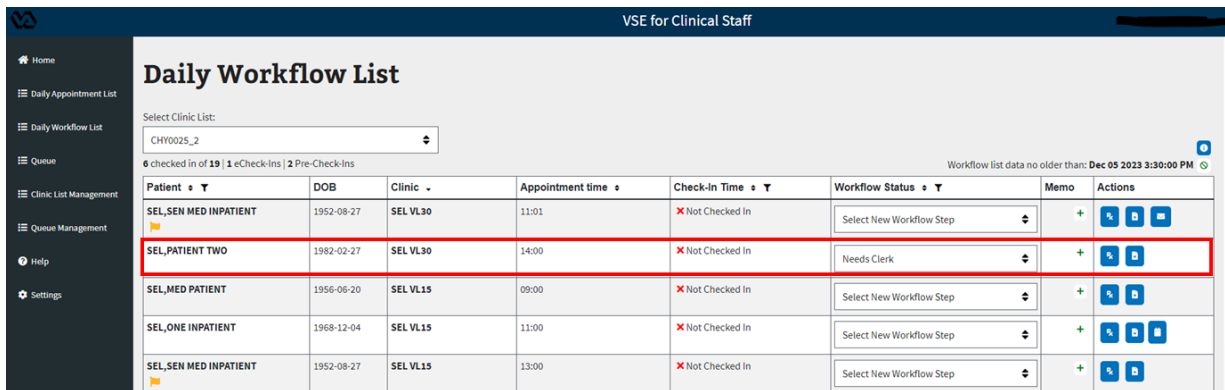 VSE for Clinical Staff
Home
Daily Appointment List
Daily Workflow List
Queue
Clinic List Management
Queue Management
Help
Settings
Daily Workflow List
Select Clinic List:
CHY0025_2
6 checked in of 19 | 1 eCheck-Ins | 2 Pre-Check-Ins
Workflow list data no older than: Dec 05 2023 3:30:00 PM
Patient DOB Clinic Appointment time Check-In Time Workflow Status Memo Actions
SEL,SEN MED INPATIENT 1952-08-27 SEL VL30 11:01 Not Checked In Select New Workflow Step +
SEL,PATIENT TWO 1982-02-27 SEL VL30 14:00 Not Checked In Needs Clerk +
SEL,MED PATIENT 1956-06-20 SEL VL15 09:00 Not Checked In Select New Workflow Step +
SEL,ONE INPATIENT 1968-12-04 SEL VL15 11:00 Not Checked In Select New Workflow Step +
SEL,SEN MED INPATIENT 1952-08-27 SEL VL15 13:00 Not Checked In Select New Workflow Step +